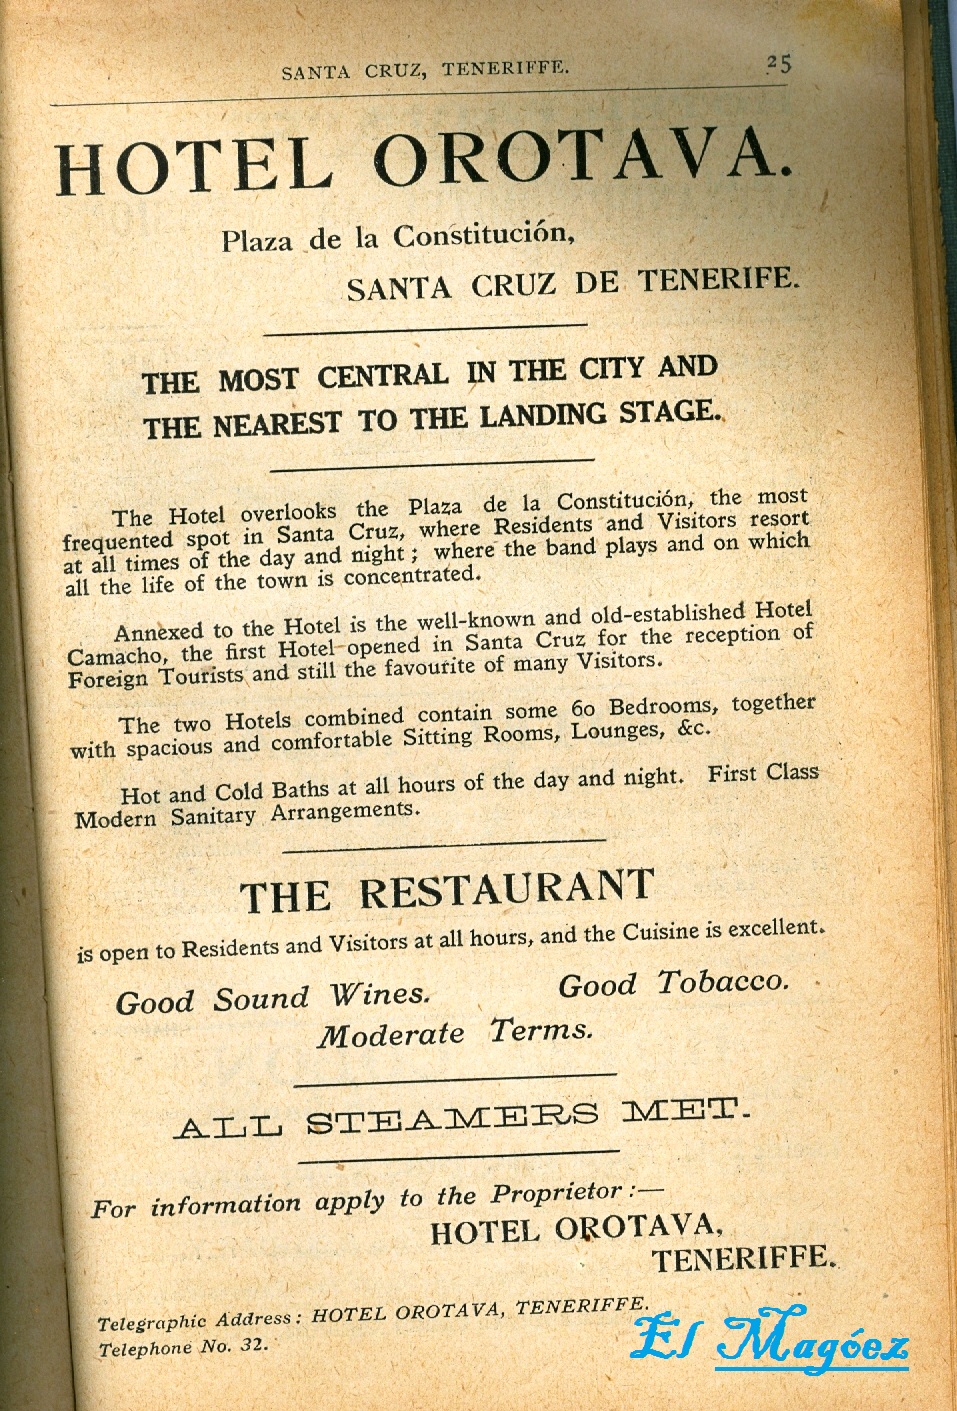 SANTA CRUZ, TENERIFFE. 25
HOTEL OROTAVA.
Plaza de la Constitución,
SANTA CRUZ DE TENERIFE.
THE MOST CENTRAL IN THE CITY AND
THE NEAREST TO THE LANDING STAGE.
The Hotel overlooks the Plaza de la Constitución, the most
frequented spot in Santa Cruz, where Residents and Visitors resort
at all times of the day and night; where the band plays and on which
all the life of the town is concentrated.
Annexed to the Hotel is the well-known and old-established Hotel
Camacho, the first Hotel opened in Santa Cruz for the reception of
Foreign Tourists and still the favourite of many Visitors.
The two Hotels combined contain some 60 Bedrooms, together
with spacious and comfortable Sitting Rooms, Lounges, &c.
Hot and Cold Baths at all hours of the day and night. First Class
Modern Sanitary Arrangements.
THE RESTAURANT
is open to Residents and Visitors at all hours, and the Cuisine is excellent.
Good Sound Wines. Good Tobacco.
Moderate Terms.
ALL STEAMERS MET.
For information apply to the Proprietor:—
HOTEL OROTAVA,
TENERIFFE.
Telegraphic Address: HOTEL OROTAVA, TENERIFFE.
Telephone No. 32.
El Magóez